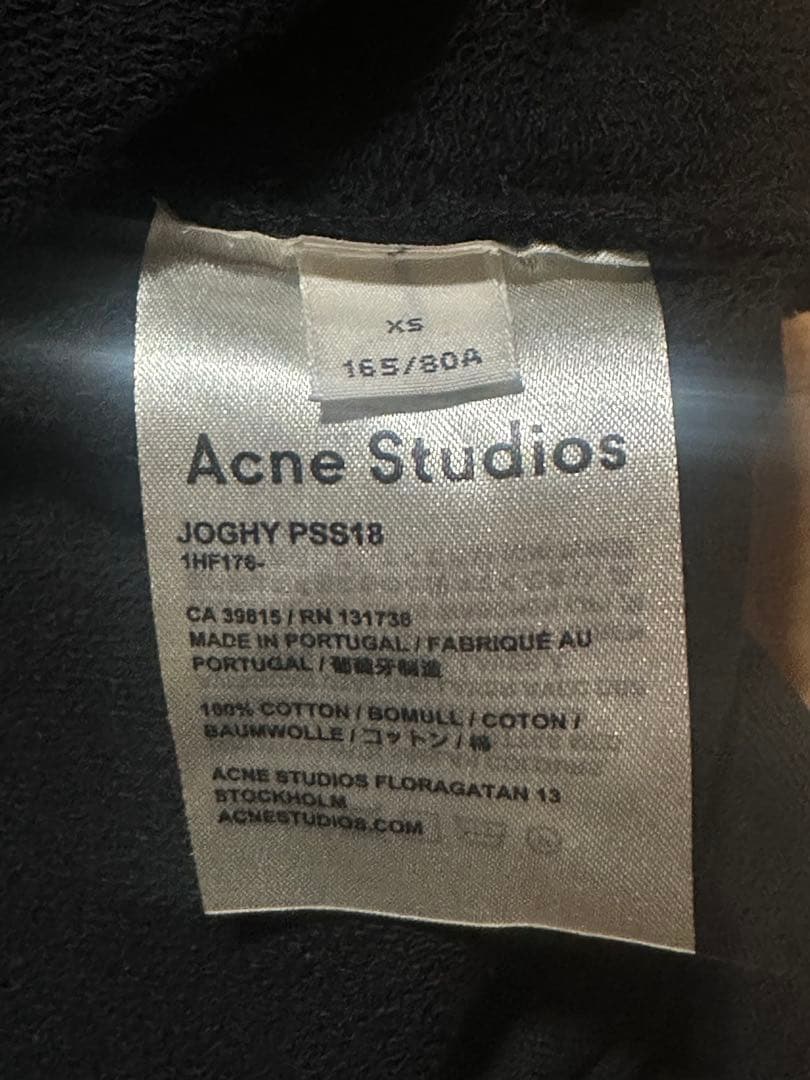 XS
165/80A
Acne Studios
JOGHY PSS18
1HF176-
CA 39815 / RN 131738
MADE IN PORTUGAL / FABRIQUÉ AU
PORTUGAL / 葡萄牙制造
100% COTTON / BOMULL / COTON /
BAUMWOLLE / コットン / 棉
ACNE STUDIOS FLORAGATAN 13
STOCKHOLM
ACNESTUDIOS.COM